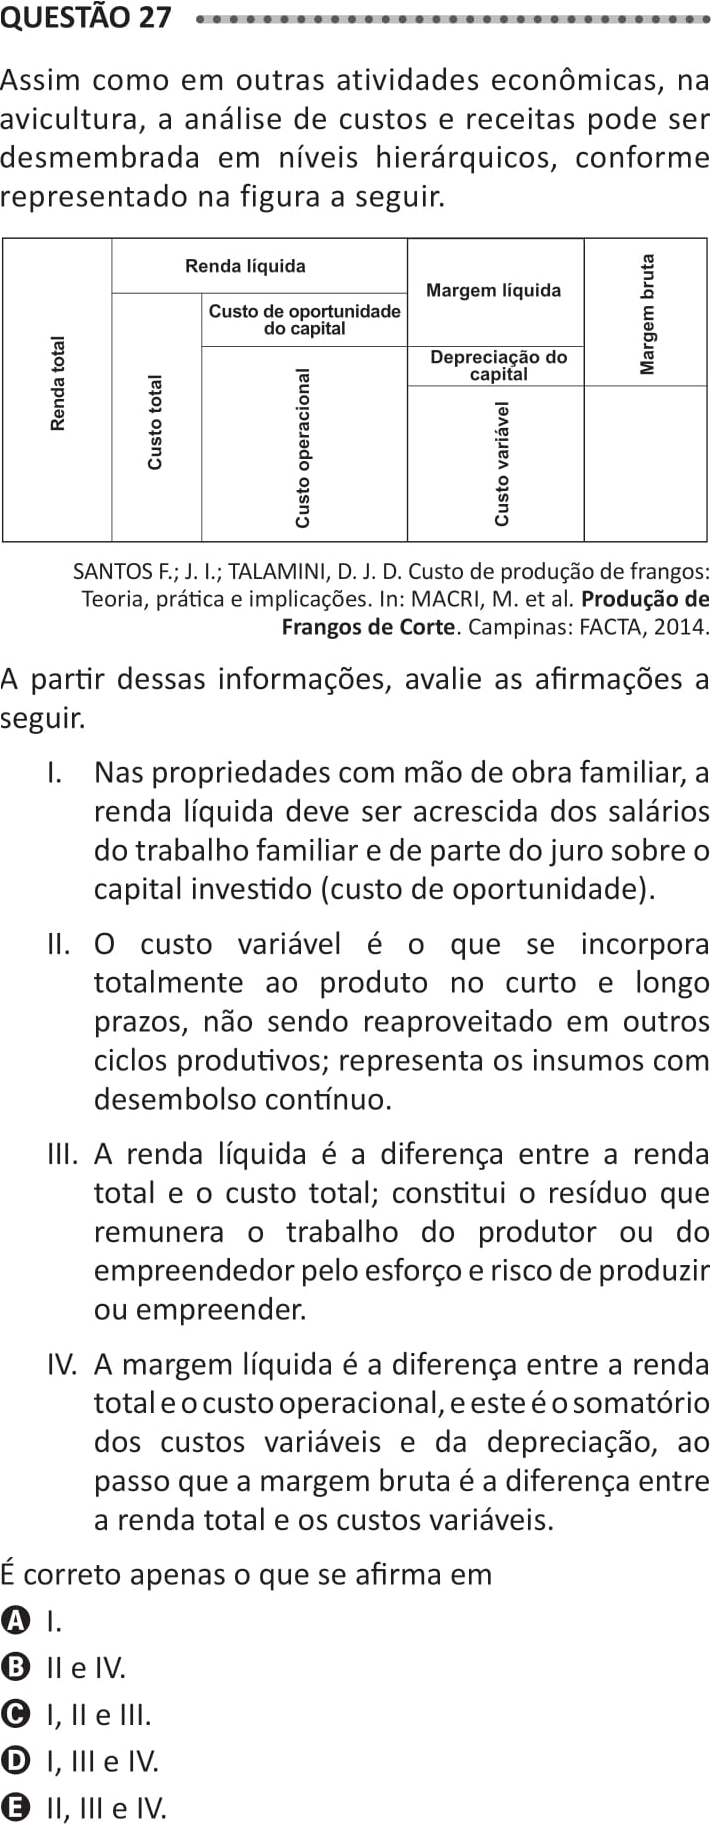 QUESTÃO 27
Assim como em outras atividades econômicas, na
avicultura, a análise de custos e receitas pode ser
desmembrada em níveis hierárquicos, conforme
representado na figura a seguir.
Renda total
Renda líquida
Custo total
Custo de oportunidade
do capital
Custo operacional
Margem líquida
Depreciação do
capital
Custo variável
Margem bruta
SANTOS F.; J. I.; TALAMINI, D. J. D. Custo de produção de frangos:
Teoria, prática e implicações. In: MACRI, M. et al. Produção de
Frangos de Corte. Campinas: FACTA, 2014.
A partir dessas informações, avalie as afirmações a
seguir.
I. Nas propriedades com mão de obra familiar, a
renda líquida deve ser acrescida dos salários
do trabalho familiar e de parte do juro sobre o
capital investido (custo de oportunidade).
II. O custo variável é o que se incorpora
totalmente ao produto no curto e longo
prazos, não sendo reaproveitado em outros
ciclos produtivos; representa os insumos com
desembolso contínuo.
III. A renda líquida é a diferença entre a renda
total e o custo total; constitui o resíduo que
remunera o trabalho do produtor ou do
empreendedor pelo esforço e risco de produzir
ou empreender.
IV. A margem líquida é a diferença entre a renda
total e o custo operacional, e este é o somatório
dos custos variáveis e da depreciação, ao
passo que a margem bruta é a diferença entre
a renda total e os custos variáveis.
É correto apenas o que se afirma em
A I.
B II e IV.
C I, II e III.
D I, III e IV.
E II, III e IV.